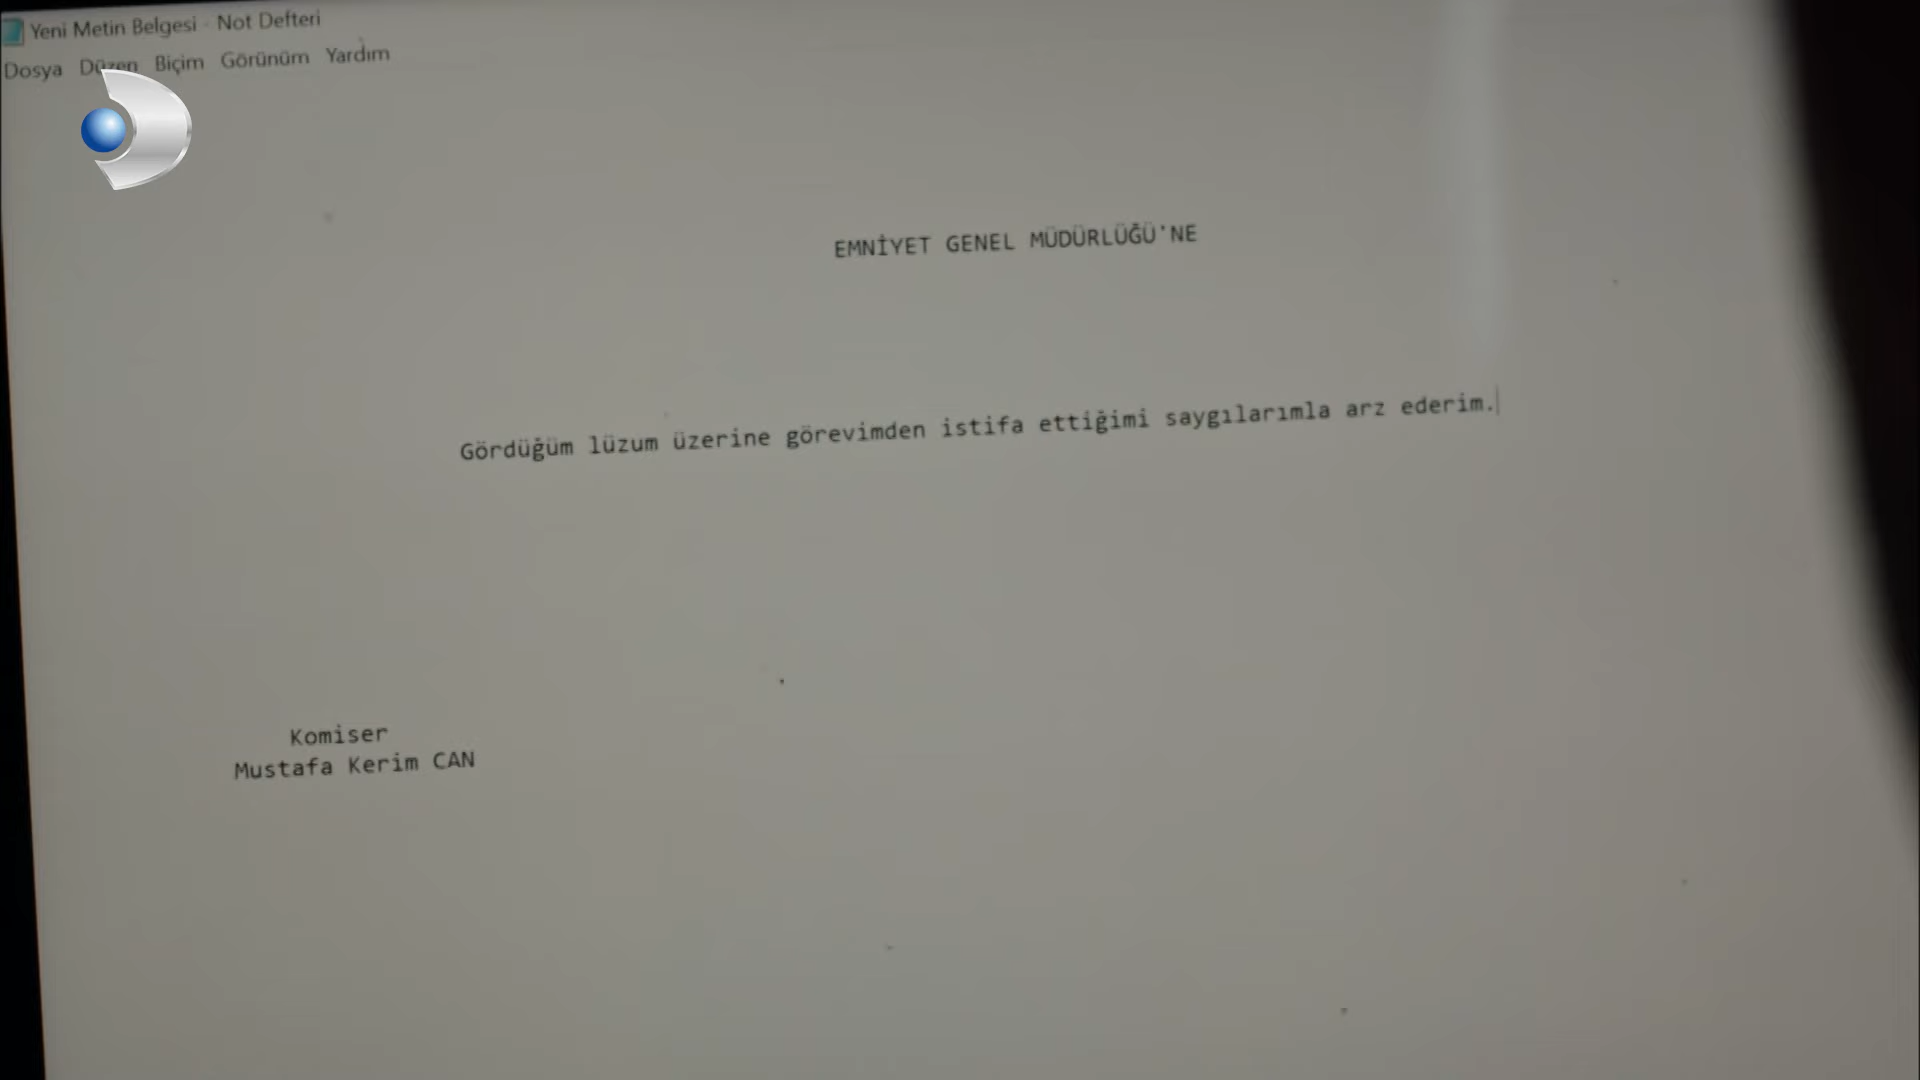 Yeni Metin Belgesi - Not Defteri
Dosya Düzen Biçim Görünüm Yardım
EMNİYET GENEL MÜDÜRLÜĞÜ'NE
Gördüğüm lüzum üzerine görevimden istifa ettiğimi saygılarımla arz ederim.
Komiser
Mustafa Kerim CAN